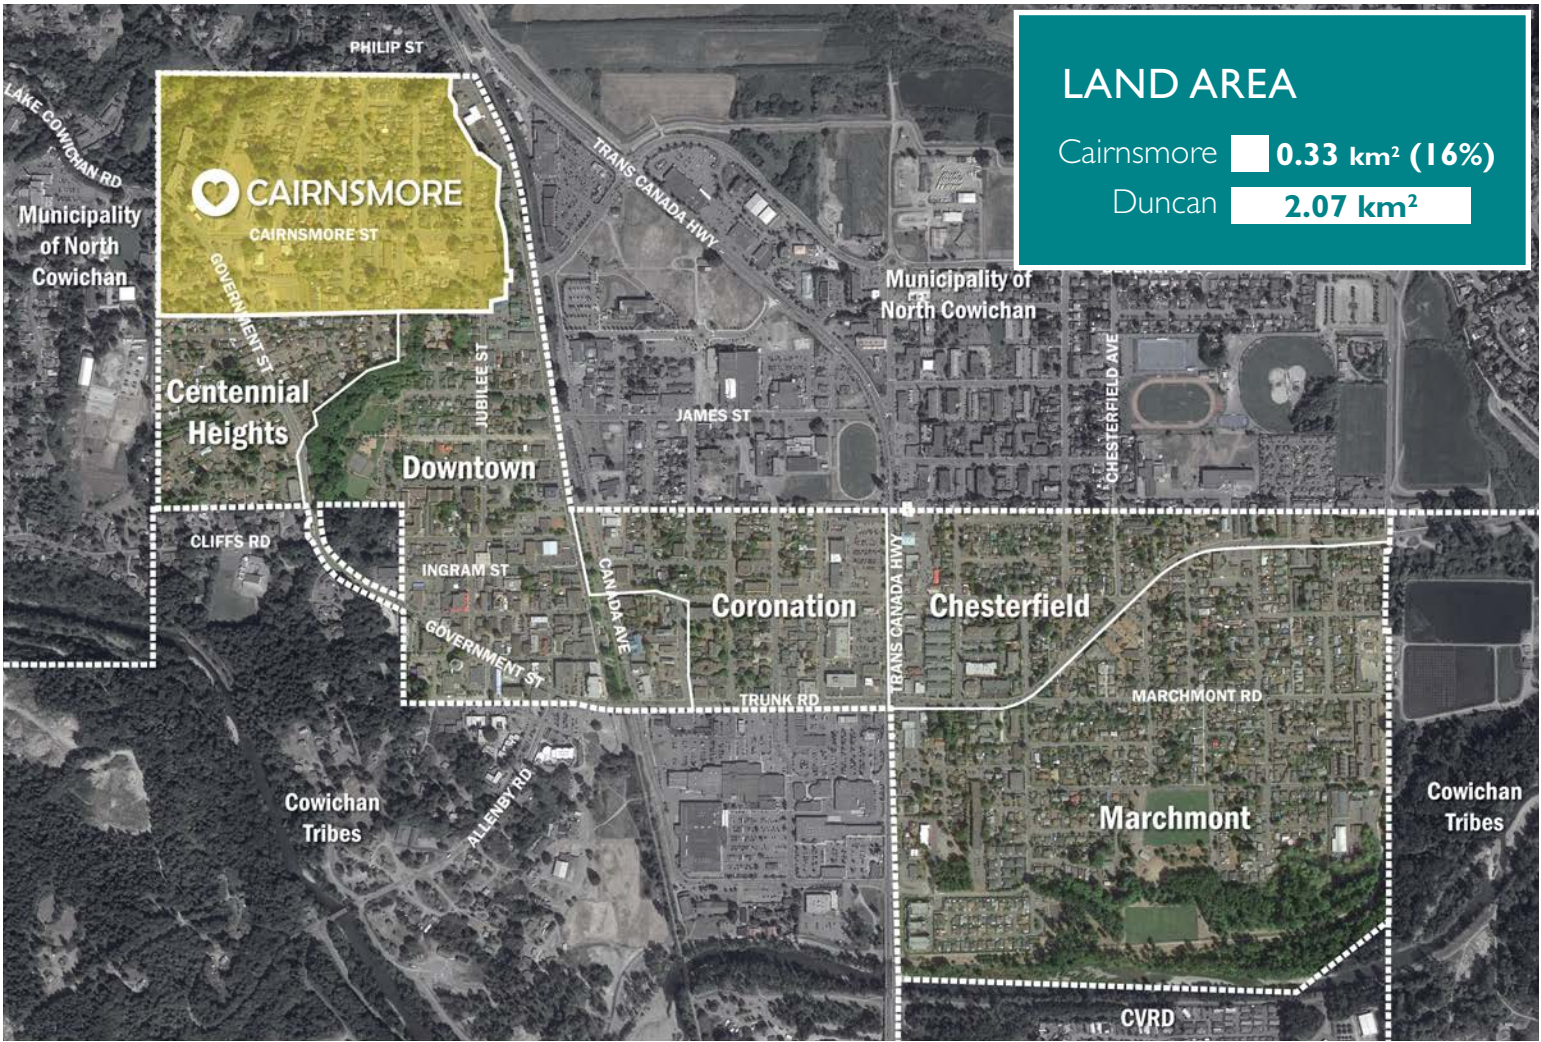 PHILIP ST
LAKE COWICHAN RD
TRANS CANADA HWY
LAND AREA
Cairnsmore 0.33 km² (16%)
Duncan 2.07 km²
CAIRNSMORE
CAIRNSMORE ST
Municipality
of North
Cowichan
GOVERNMENT ST
Municipality of
North Cowichan
CHESTERFIELD AVE
Centennial
Heights
JUBILEE ST
JAMES ST
Downtown
CLIFFS RD
INGRAM ST
CANADA AVE
Coronation
TRANS CANADA HWY
Chesterfield
GOVERNMENT ST
TRUNK RD
MARCHMONT RD
Cowichan
Tribes
ALLENBY RD
Marchmont
Cowichan
Tribes
CVRD